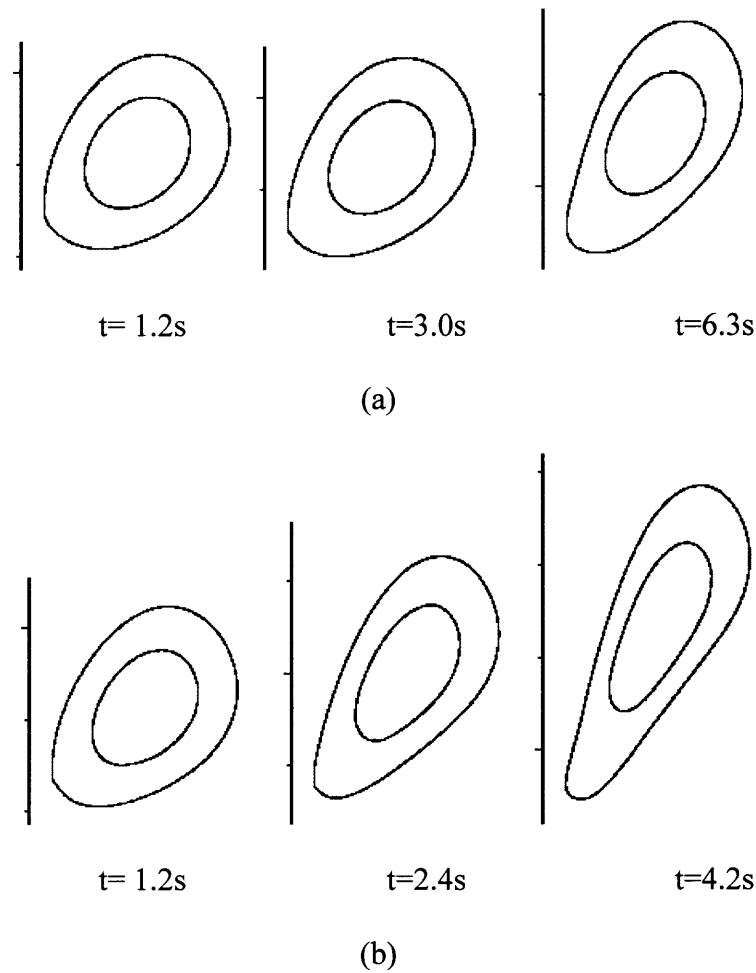 t= 1.2s t=3.0s t=6.3s
(a)
t= 1.2s t=2.4s t=4.2s
(b)